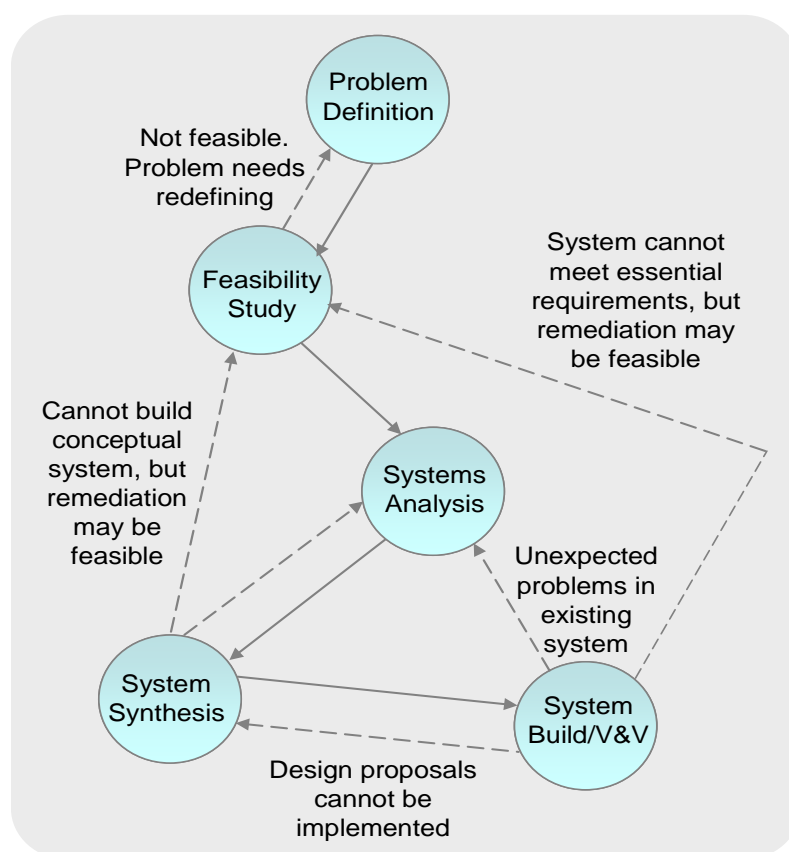 Problem
Definition
Not feasible.
Problem needs
redefining
Feasibility
Study
System cannot
meet essential
requirements, but
remediation may
be feasible
Cannot build
conceptual
system, but
remediation
may be
feasible
Systems
Analysis
Unexpected
problems in
existing
system
System
Synthesis
System
Build/V&V
Design proposals
cannot be
implemented